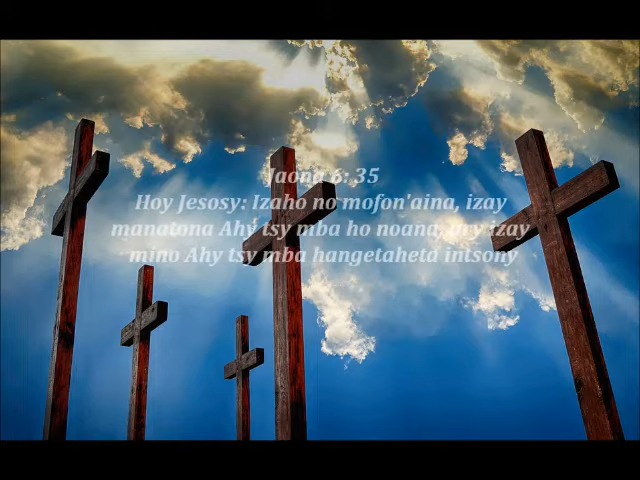 Jaona 6: 35
Hoy Jesosy: Izaho no mofon'aina, izay
manatona Ahy tsy mba ho noana, ary izay
mino Ahy tsy mba hangetaheta intsony